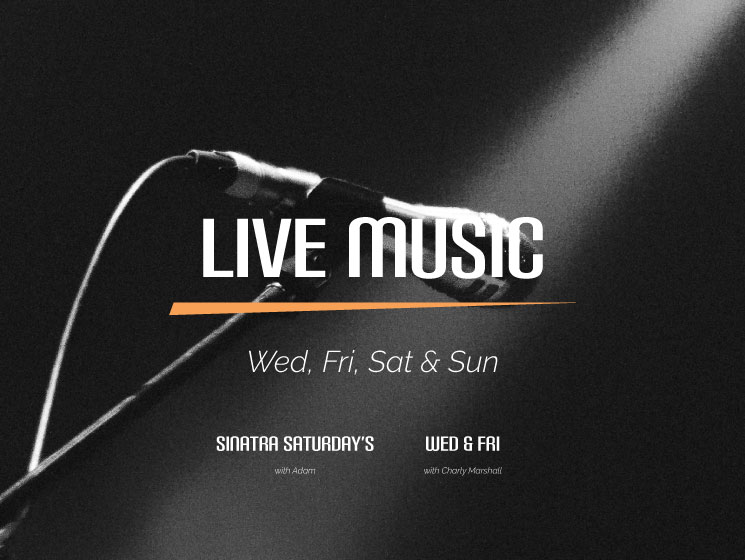 LIVE MUSIC
Wed, Fri, Sat & Sun
SINATRA SATURDAY'S
with Adam
WED & FRI
with Charly Marshall